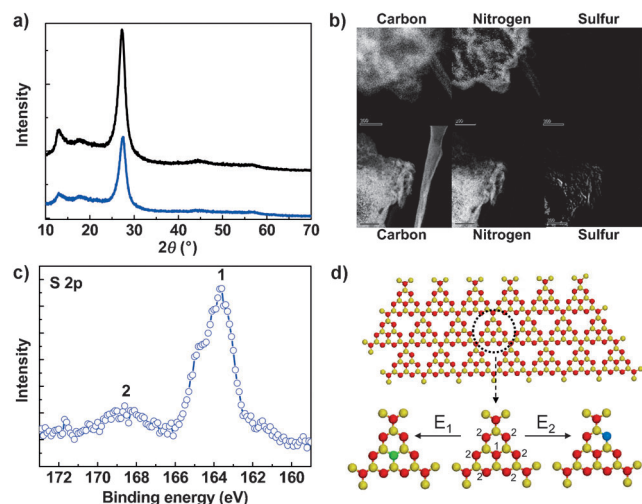 a)
Intensity
10 20 30 40 50 60 70
2θ (°)
b)
Carbon Nitrogen Sulfur
Carbon Nitrogen Sulfur
c)
S 2p
1
2
Intensity
172 170 168 166 164 162 160
Binding energy (eV)
d)
E1 E2
2 2
1
2 2
2 2